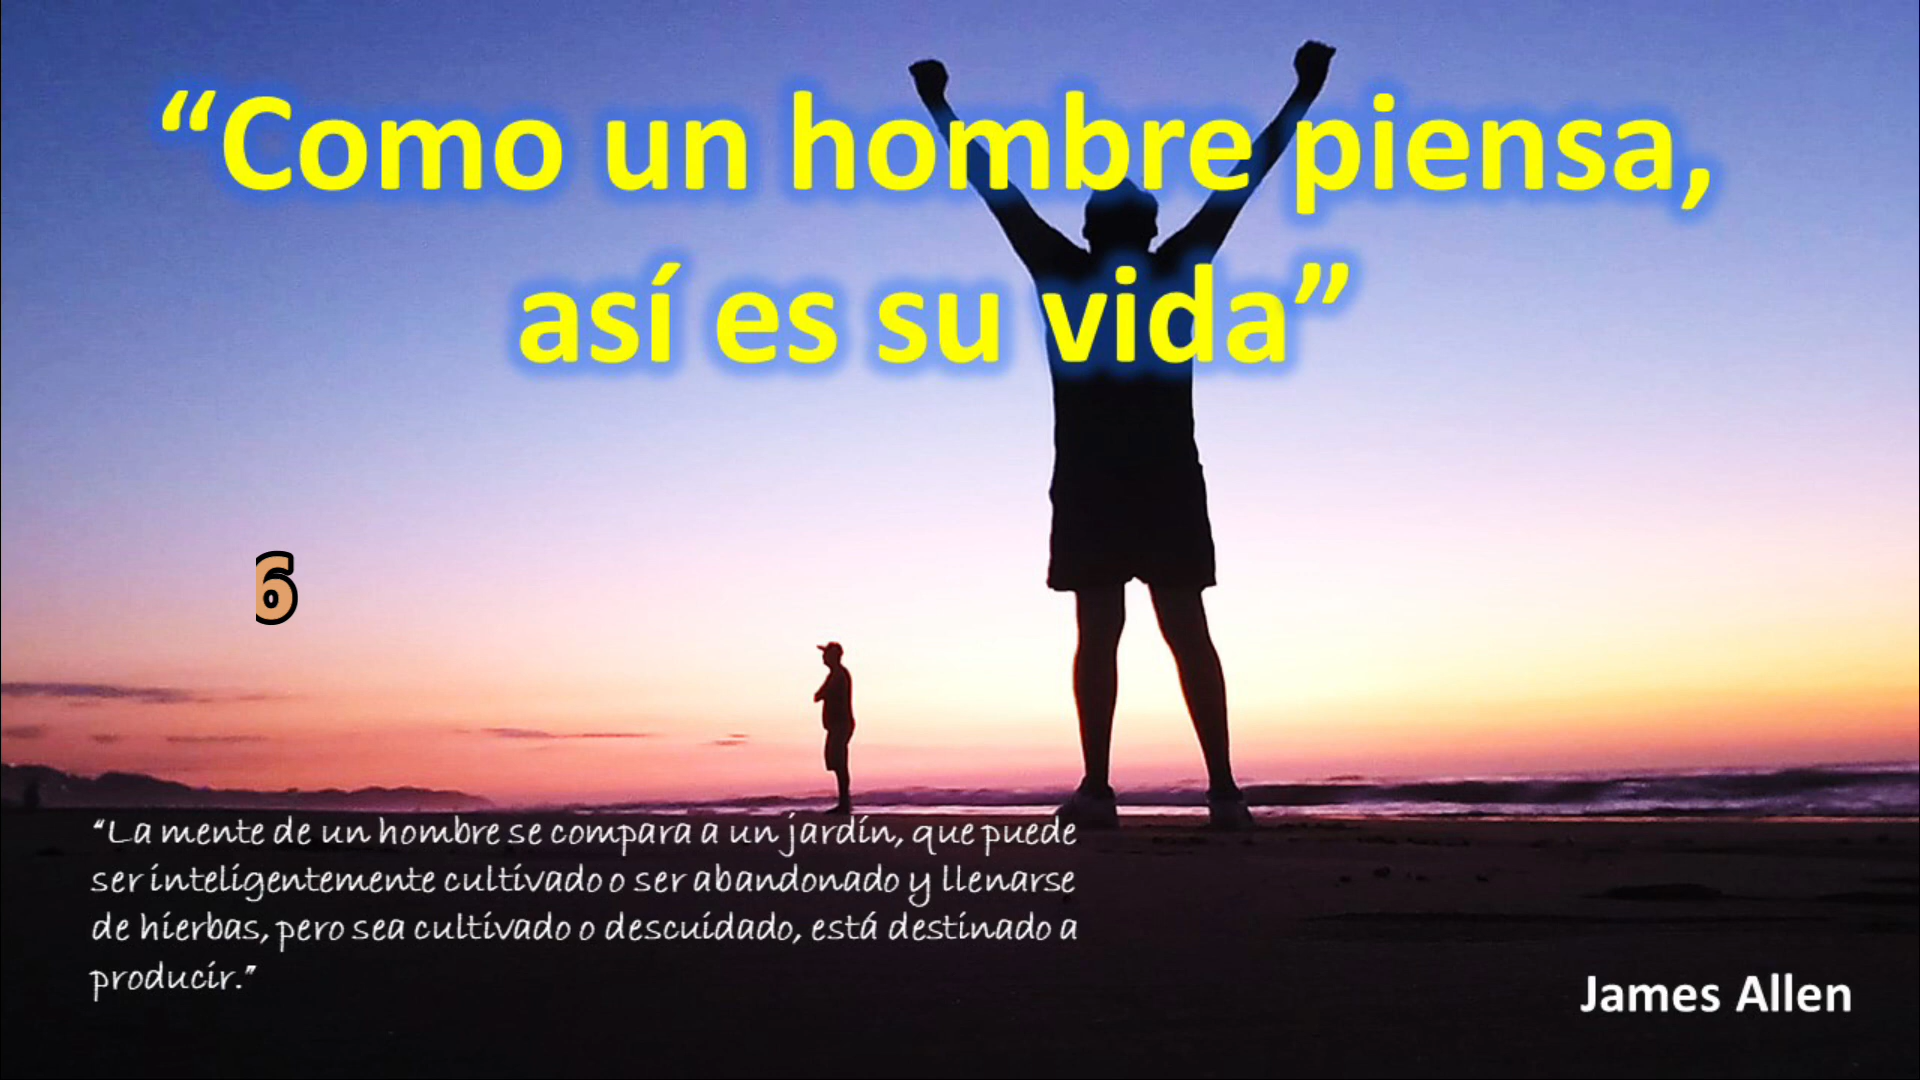 “Como un hombre piensa,
así es su vida”
6
“La mente de un hombre se compara a un jardín, que puede
ser inteligentemente cultivado o ser abandonado y llenarse
de hierbas, pero sea cultivado o descuidado, está destinado a
producir.”
James Allen